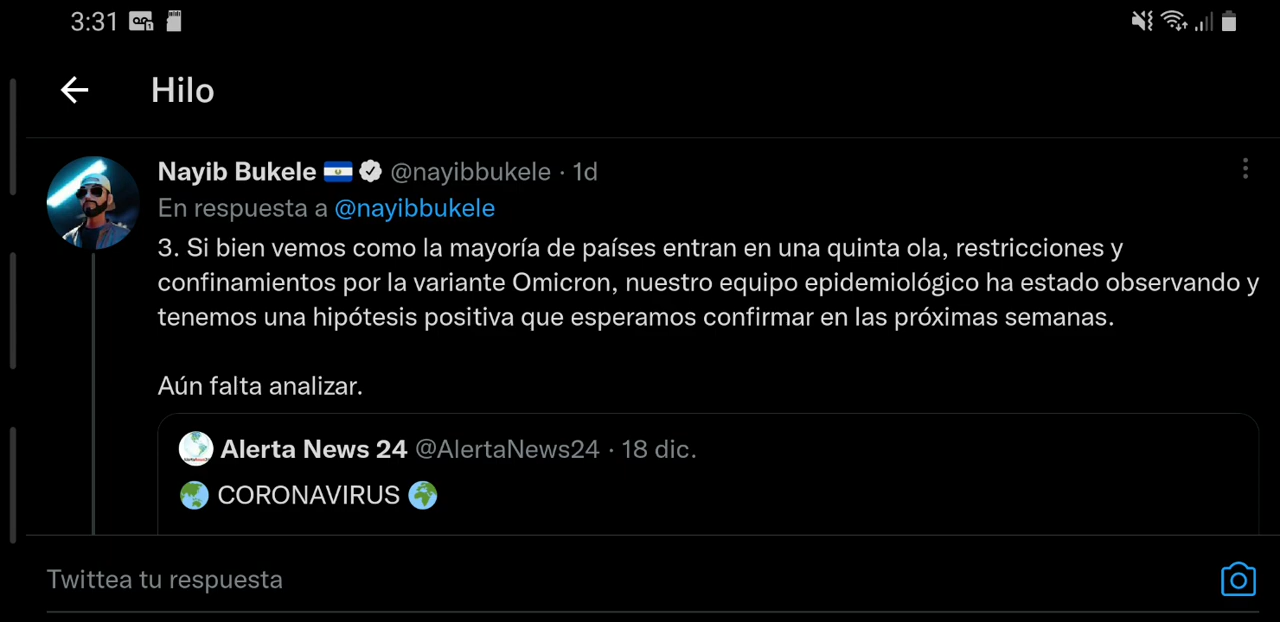 3:31
Hilo
Nayib Bukele @nayibbukele · 1d
En respuesta a @nayibbukele
3. Si bien vemos como la mayoría de países entran en una quinta ola, restricciones y
confinamientos por la variante Omicron, nuestro equipo epidemiológico ha estado observando y
tenemos una hipótesis positiva que esperamos confirmar en las próximas semanas.
Aún falta analizar.
Alerta News 24 @AlertaNews24 · 18 dic.
🌎 CORONAVIRUS 🌍
Twittea tu respuesta